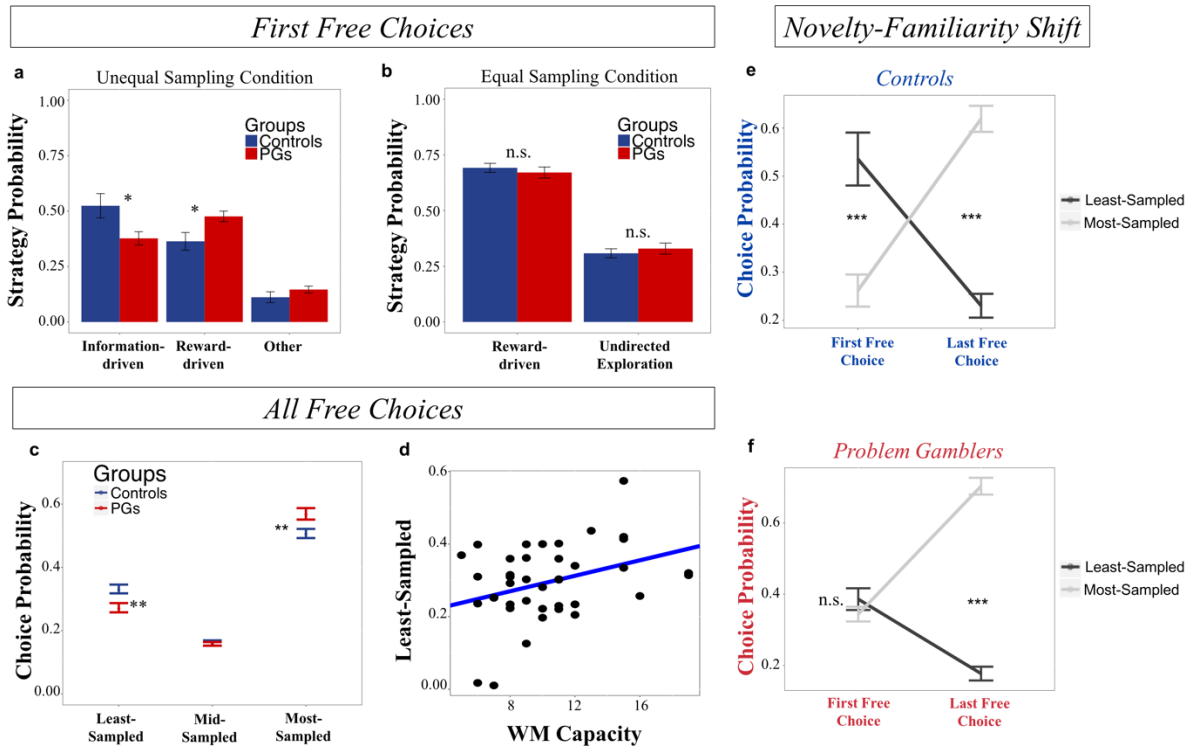 First Free Choices
a
Unequal Sampling Condition
Strategy Probability
1.00
0.75
0.50
0.25
0.00
Groups
Controls
PGs
*
*
Information-
driven
Reward-
driven
Other
b
Equal Sampling Condition
Strategy Probability
1.00
0.75
0.50
0.25
0.00
Groups
Controls
PGs
n.s.
n.s.
Reward-
driven
Undirected
Exploration
All Free Choices
c
Choice Probability
0.6
0.4
0.2
0.00
Groups
Controls
PGs
**
**
Least-
Sampled
Mid-
Sampled
Most-
Sampled
d
Least-Sampled
0.6
0.4
0.2
0.00
8
12
16
WM Capacity
Novelty-Familiarity Shift
e
Controls
Choice Probability
0.6
0.5
0.4
0.3
0.2
***
***
First Free
Choice
Last Free
Choice
Least-Sampled
Most-Sampled
f
Problem Gamblers
Choice Probability
0.6
0.4
0.2
n.s.
***
First Free
Choice
Last Free
Choice
Least-Sampled
Most-Sampled